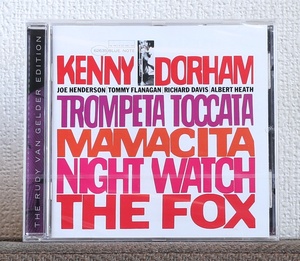 KENNY DORHAM
JOE HENDERSON | TOMMY FLANAGAN | RICHARD DAVIS | ALBERT HEATH
TROMPETA TOCCATA
MAMACITA
NIGHT WATCH
THE FOX
THE RUDY VAN GELDER EDITION